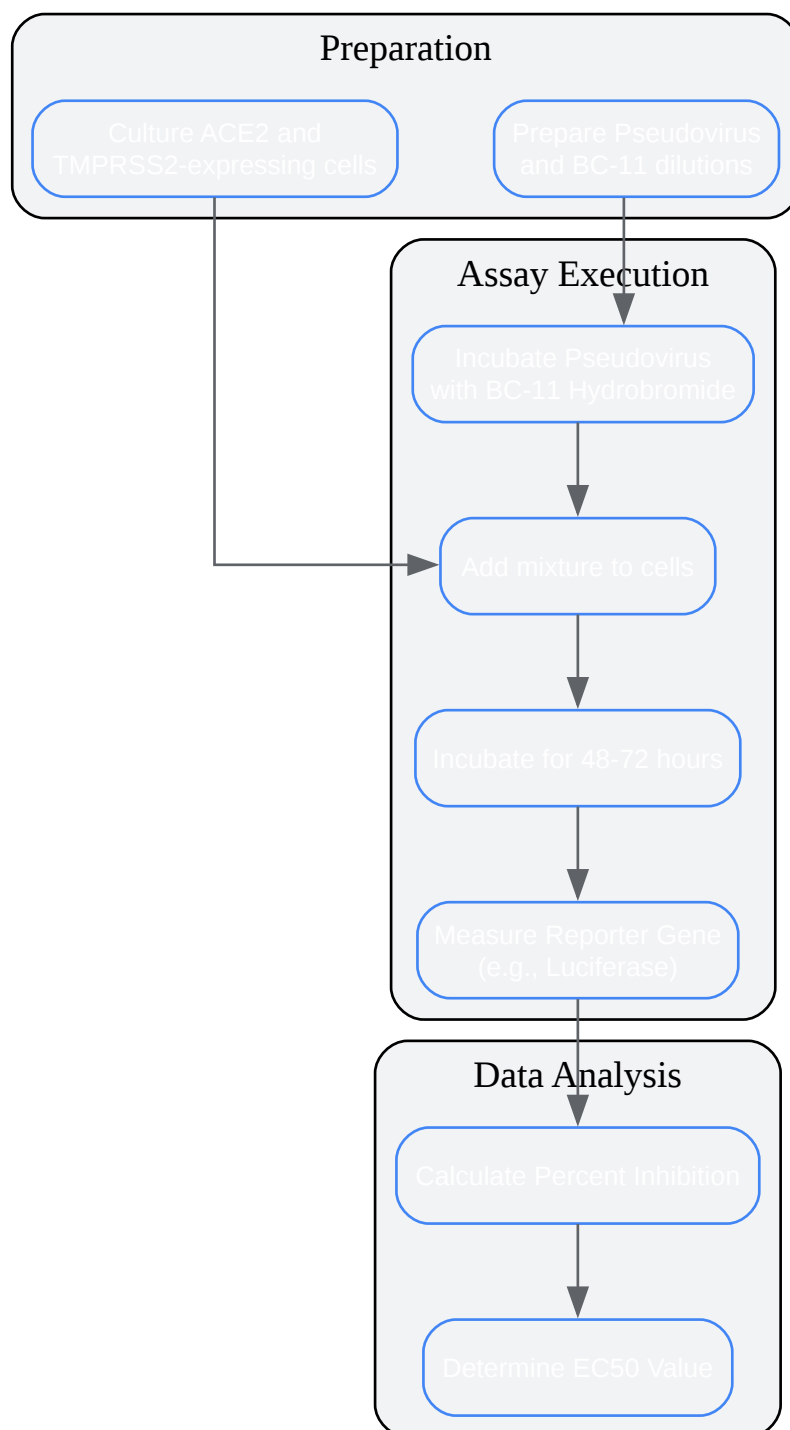 Preparation
Culture ACE2 and
TMPRSS2-expressing cells
Prepare Pseudovirus
and BC-11 dilutions
Assay Execution
Incubate Pseudovirus
with BC-11 Hydrobromide
Add mixture to cells
Incubate for 48-72 hours
Measure Reporter Gene
(e.g., Luciferase)
Data Analysis
Calculate Percent Inhibition
Determine EC50 Value